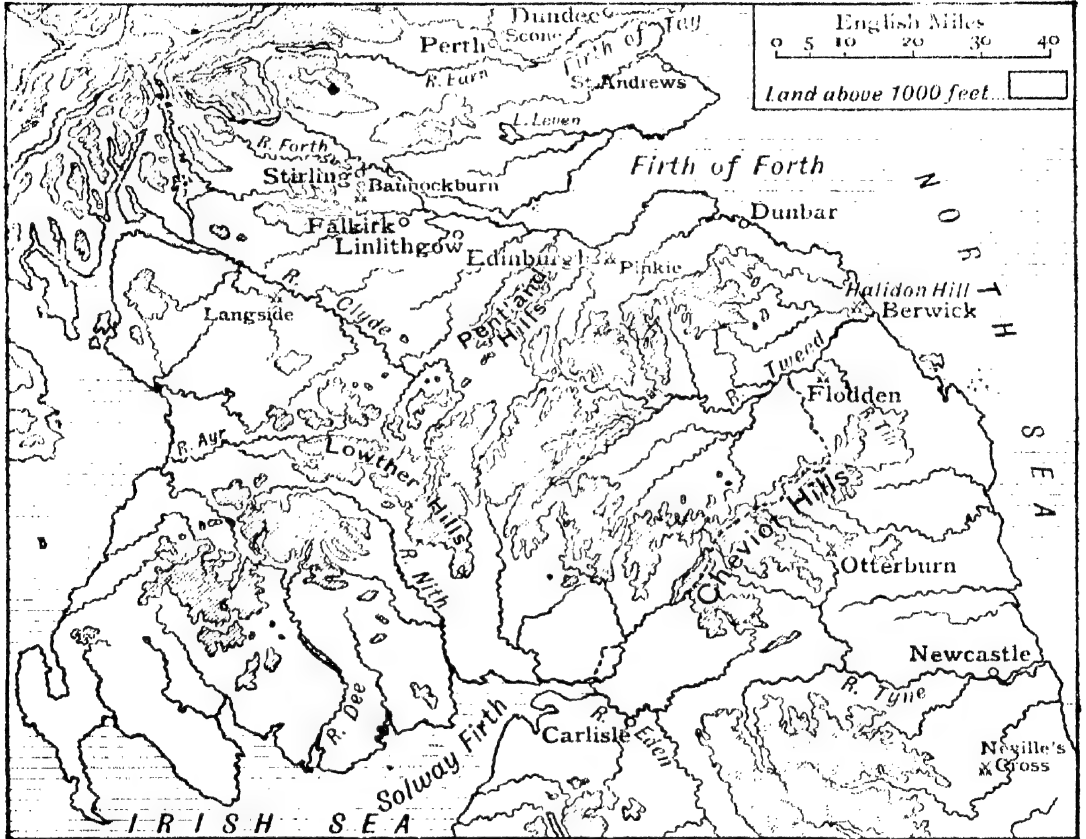 Dundee
Scone
Perth
Firth of Tay
R. Earn
St. Andrews
L. Leven
English Miles
0 5 10 20 30 40
Land above 1000 feet
R. Forth
Stirling
Bannockburn
Firth of Forth
Falkirk
Linlithgow
Edinburgh
Pinkie
Dunbar
NORTH SEA
R. Clyde
Langside
Pentland
Hills
Halidon Hill
Berwick
R. Tweed
Flodden
Till
R. Ayr
Lowther Hills
Cheviot Hills
R. Nith
Otterburn
Newcastle
R. Tyne
R. Dee
Solway Firth
Carlisle
R. Eden
Neville's
Cross
IRISH SEA